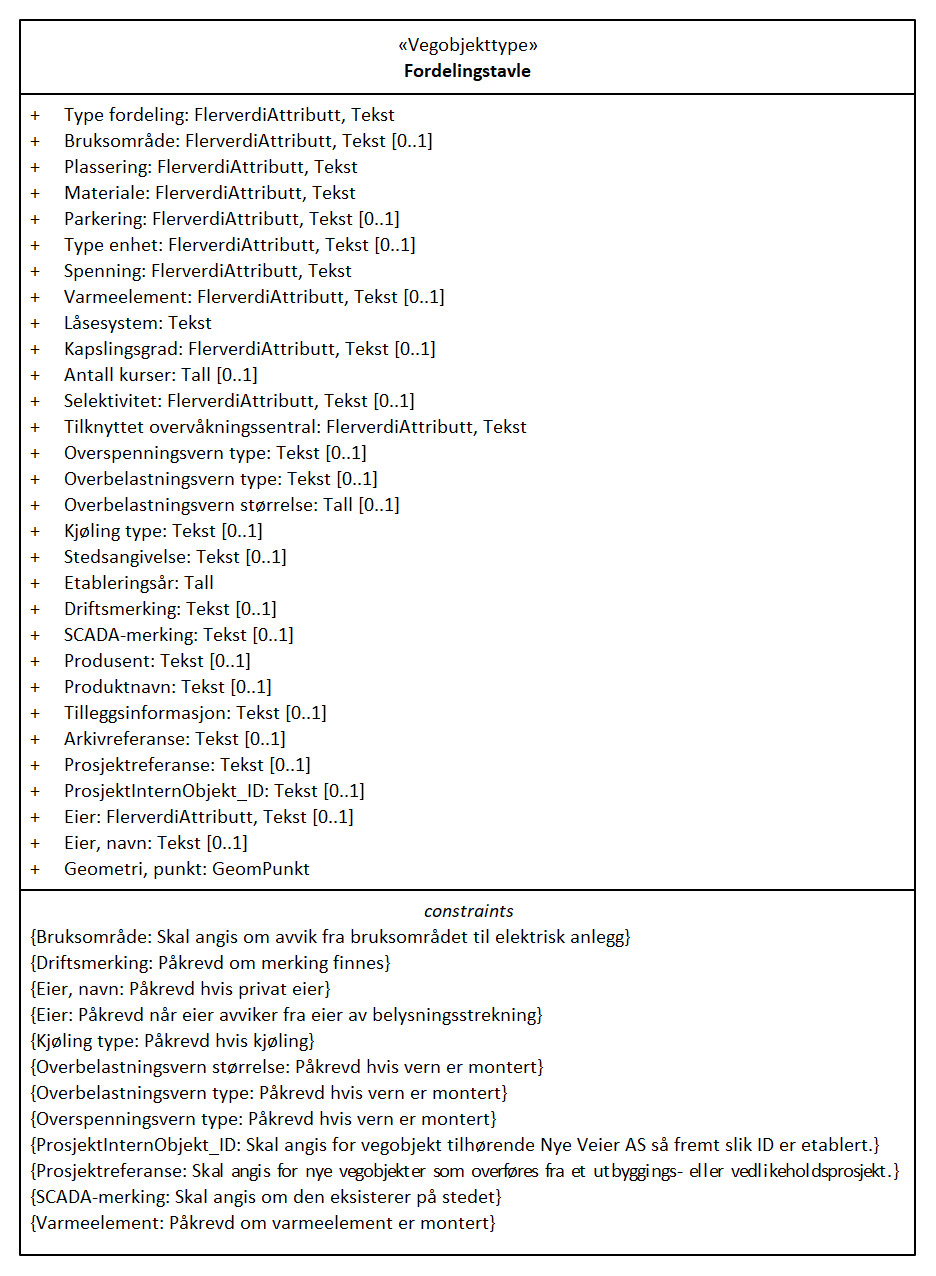 «Vegobjekttype»
Fordelingstavle
+ Type fordeling: FlerverdiAttributt, Tekst
+ Bruksområde: FlerverdiAttributt, Tekst [0..1]
+ Plassering: FlerverdiAttributt, Tekst
+ Materiale: FlerverdiAttributt, Tekst
+ Parkering: FlerverdiAttributt, Tekst [0..1]
+ Type enhet: FlerverdiAttributt, Tekst [0..1]
+ Spenning: FlerverdiAttributt, Tekst
+ Varmeelement: FlerverdiAttributt, Tekst [0..1]
+ Låsesystem: Tekst
+ Kapslingsgrad: FlerverdiAttributt, Tekst [0..1]
+ Antall kurser: Tall [0..1]
+ Selektivitet: FlerverdiAttributt, Tekst [0..1]
+ Tilknyttet overvåkningssentral: FlerverdiAttributt, Tekst
+ Overspenningsvern type: Tekst [0..1]
+ Overbelastningsvern type: Tekst [0..1]
+ Overbelastningsvern størrelse: Tall [0..1]
+ Kjøling type: Tekst [0..1]
+ Stedsangivelse: Tekst [0..1]
+ Etableringsår: Tall
+ Driftsmerking: Tekst [0..1]
+ SCADA-merking: Tekst [0..1]
+ Produsent: Tekst [0..1]
+ Produktnavn: Tekst [0..1]
+ Tilleggsinformasjon: Tekst [0..1]
+ Arkivreferanse: Tekst [0..1]
+ Prosjektreferanse: Tekst [0..1]
+ ProsjektInternObjekt_ID: Tekst [0..1]
+ Eier: FlerverdiAttributt, Tekst [0..1]
+ Eier, navn: Tekst [0..1]
+ Geometri, punkt: GeomPunkt
constraints
{Bruksområde: Skal angis om avvik fra bruksområdet til elektrisk anlegg}
{Driftsmerking: Påkrevd om merking finnes}
{Eier, navn: Påkrevd hvis privat eier}
{Eier: Påkrevd når eier avviker fra eier av belysningsstrekning}
{Kjøling type: Påkrevd hvis kjøling}
{Overbelastningsvern størrelse: Påkrevd hvis vern er montert}
{Overbelastningsvern type: Påkrevd hvis vern er montert}
{Overspenningsvern type: Påkrevd hvis vern er montert}
{ProsjektInternObjekt_ID: Skal angis for vegobjekt tilhørende Nye Veier AS så fremt slik ID er etablert.}
{Prosjektreferanse: Skal angis for nye vegobjekter som overføres fra et utbyggings- eller vedlikeholdsprosjekt.}
{SCADA-merking: Skal angis om den eksisterer på stedet}
{Varmeelement: Påkrevd om varmeelement er montert}